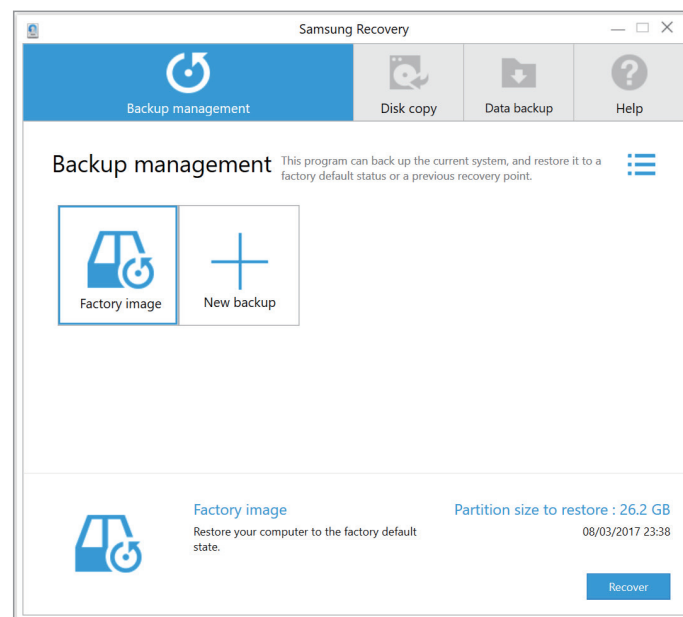 Samsung Recovery
Backup management
Disk copy
Data backup
Help
Backup management
This program can back up the current system, and restore it to a
factory default status or a previous recovery point.
Factory image
New backup
Factory image
Partition size to restore : 26.2 GB
Restore your computer to the factory default
state.
08/03/2017 23:38
Recover